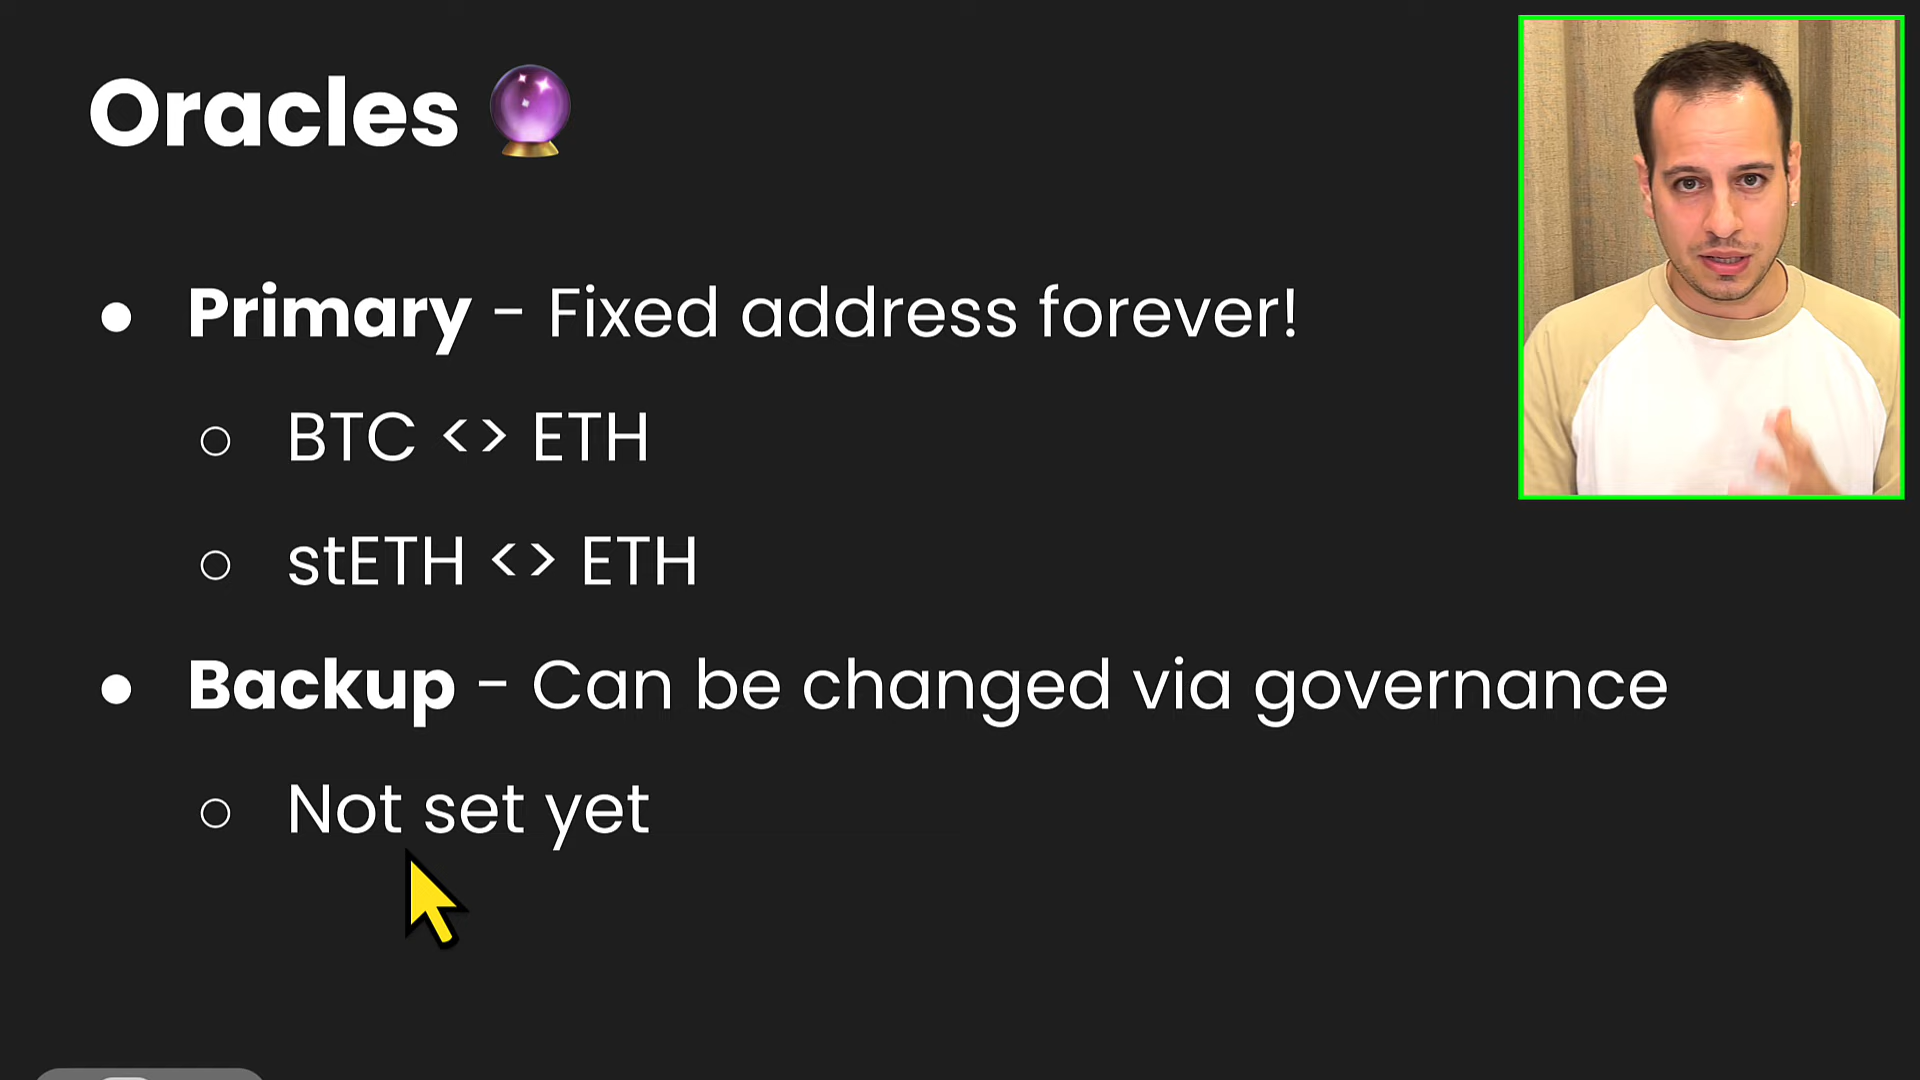 Oracles
Primary - Fixed address forever!
BTC <> ETH
stETH <> ETH
Backup - Can be changed via governance
Not set yet